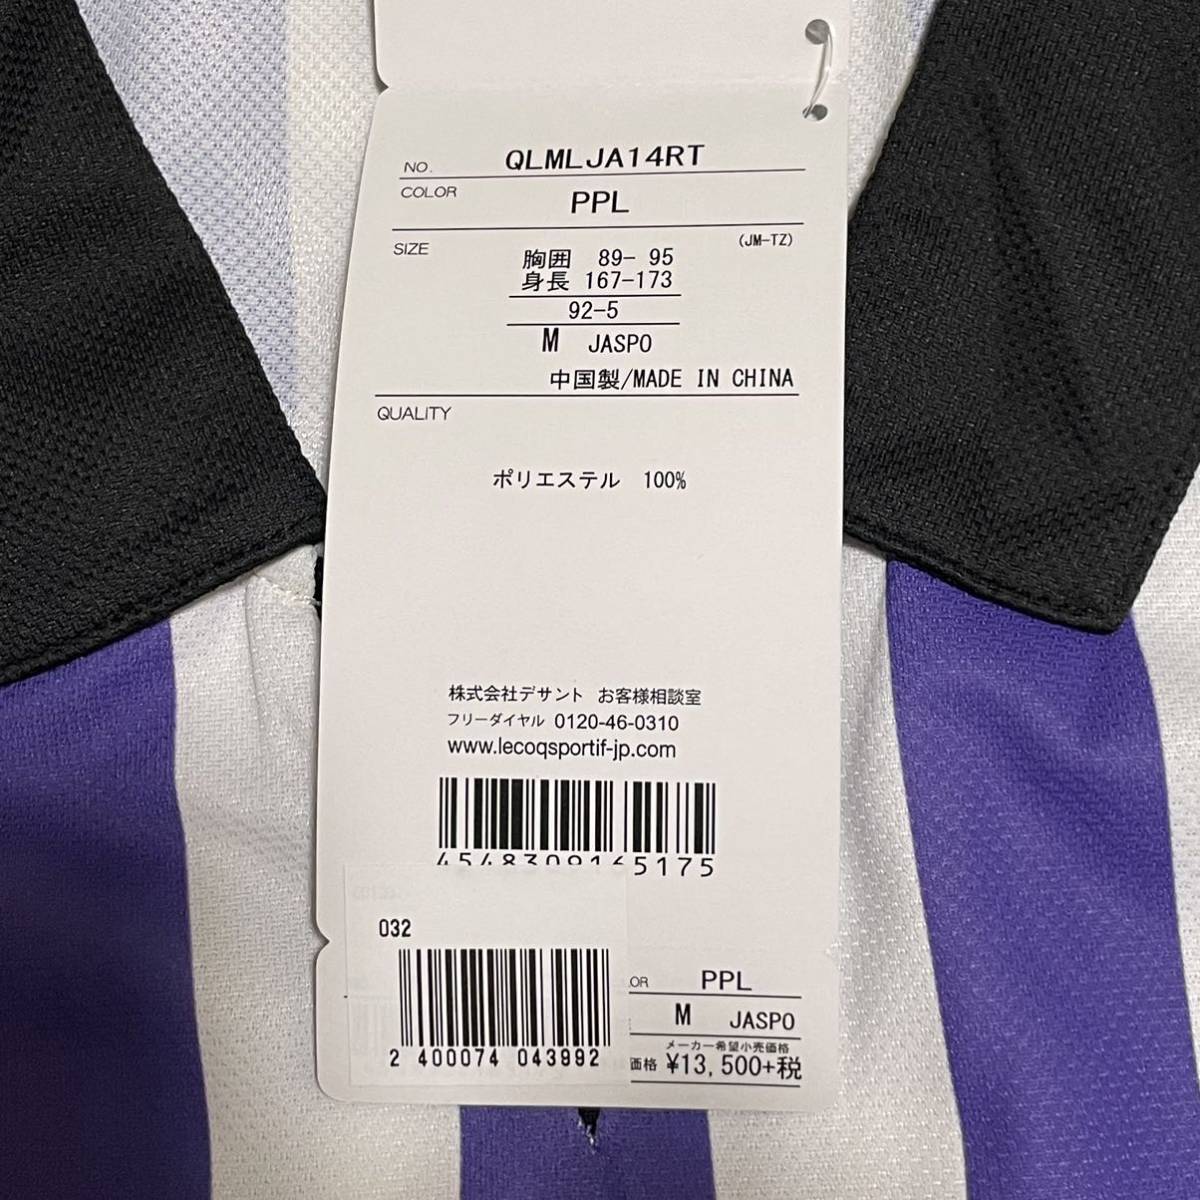 NO. QLMLJA14RT
COLOR PPL
SIZE (JM-TZ)
胸囲 89- 95
身長 167-173
92-5
M JASPO
中国製/MADE IN CHINA
QUALITY
ポリエステル 100%
株式会社デサント お客様相談室
フリーダイヤル 0120-46-0310
www.lecoqsportif-jp.com
4548309165175
032
2 400074 043992
OR PPL
M JASPO
メーカー希望小売価格
価格 ¥13,500+税